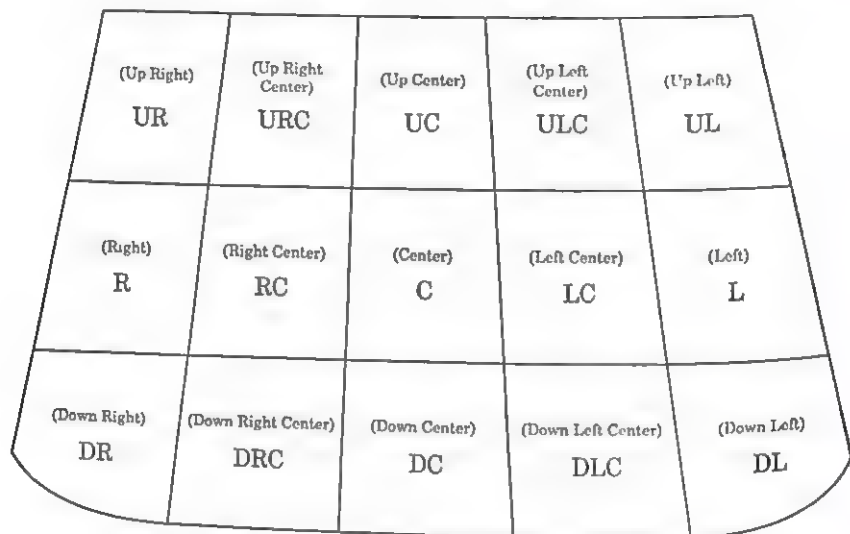 (Up Right)
UR
(Up Right
Center)
URC
(Up Center)
UC
(Up Left
Center)
ULC
(Up Left)
UL
(Right)
R
(Right Center)
RC
(Center)
C
(Left Center)
LC
(Left)
L
(Down Right)
DR
(Down Right Center)
DRC
(Down Center)
DC
(Down Left Center)
DLC
(Down Left)
DL